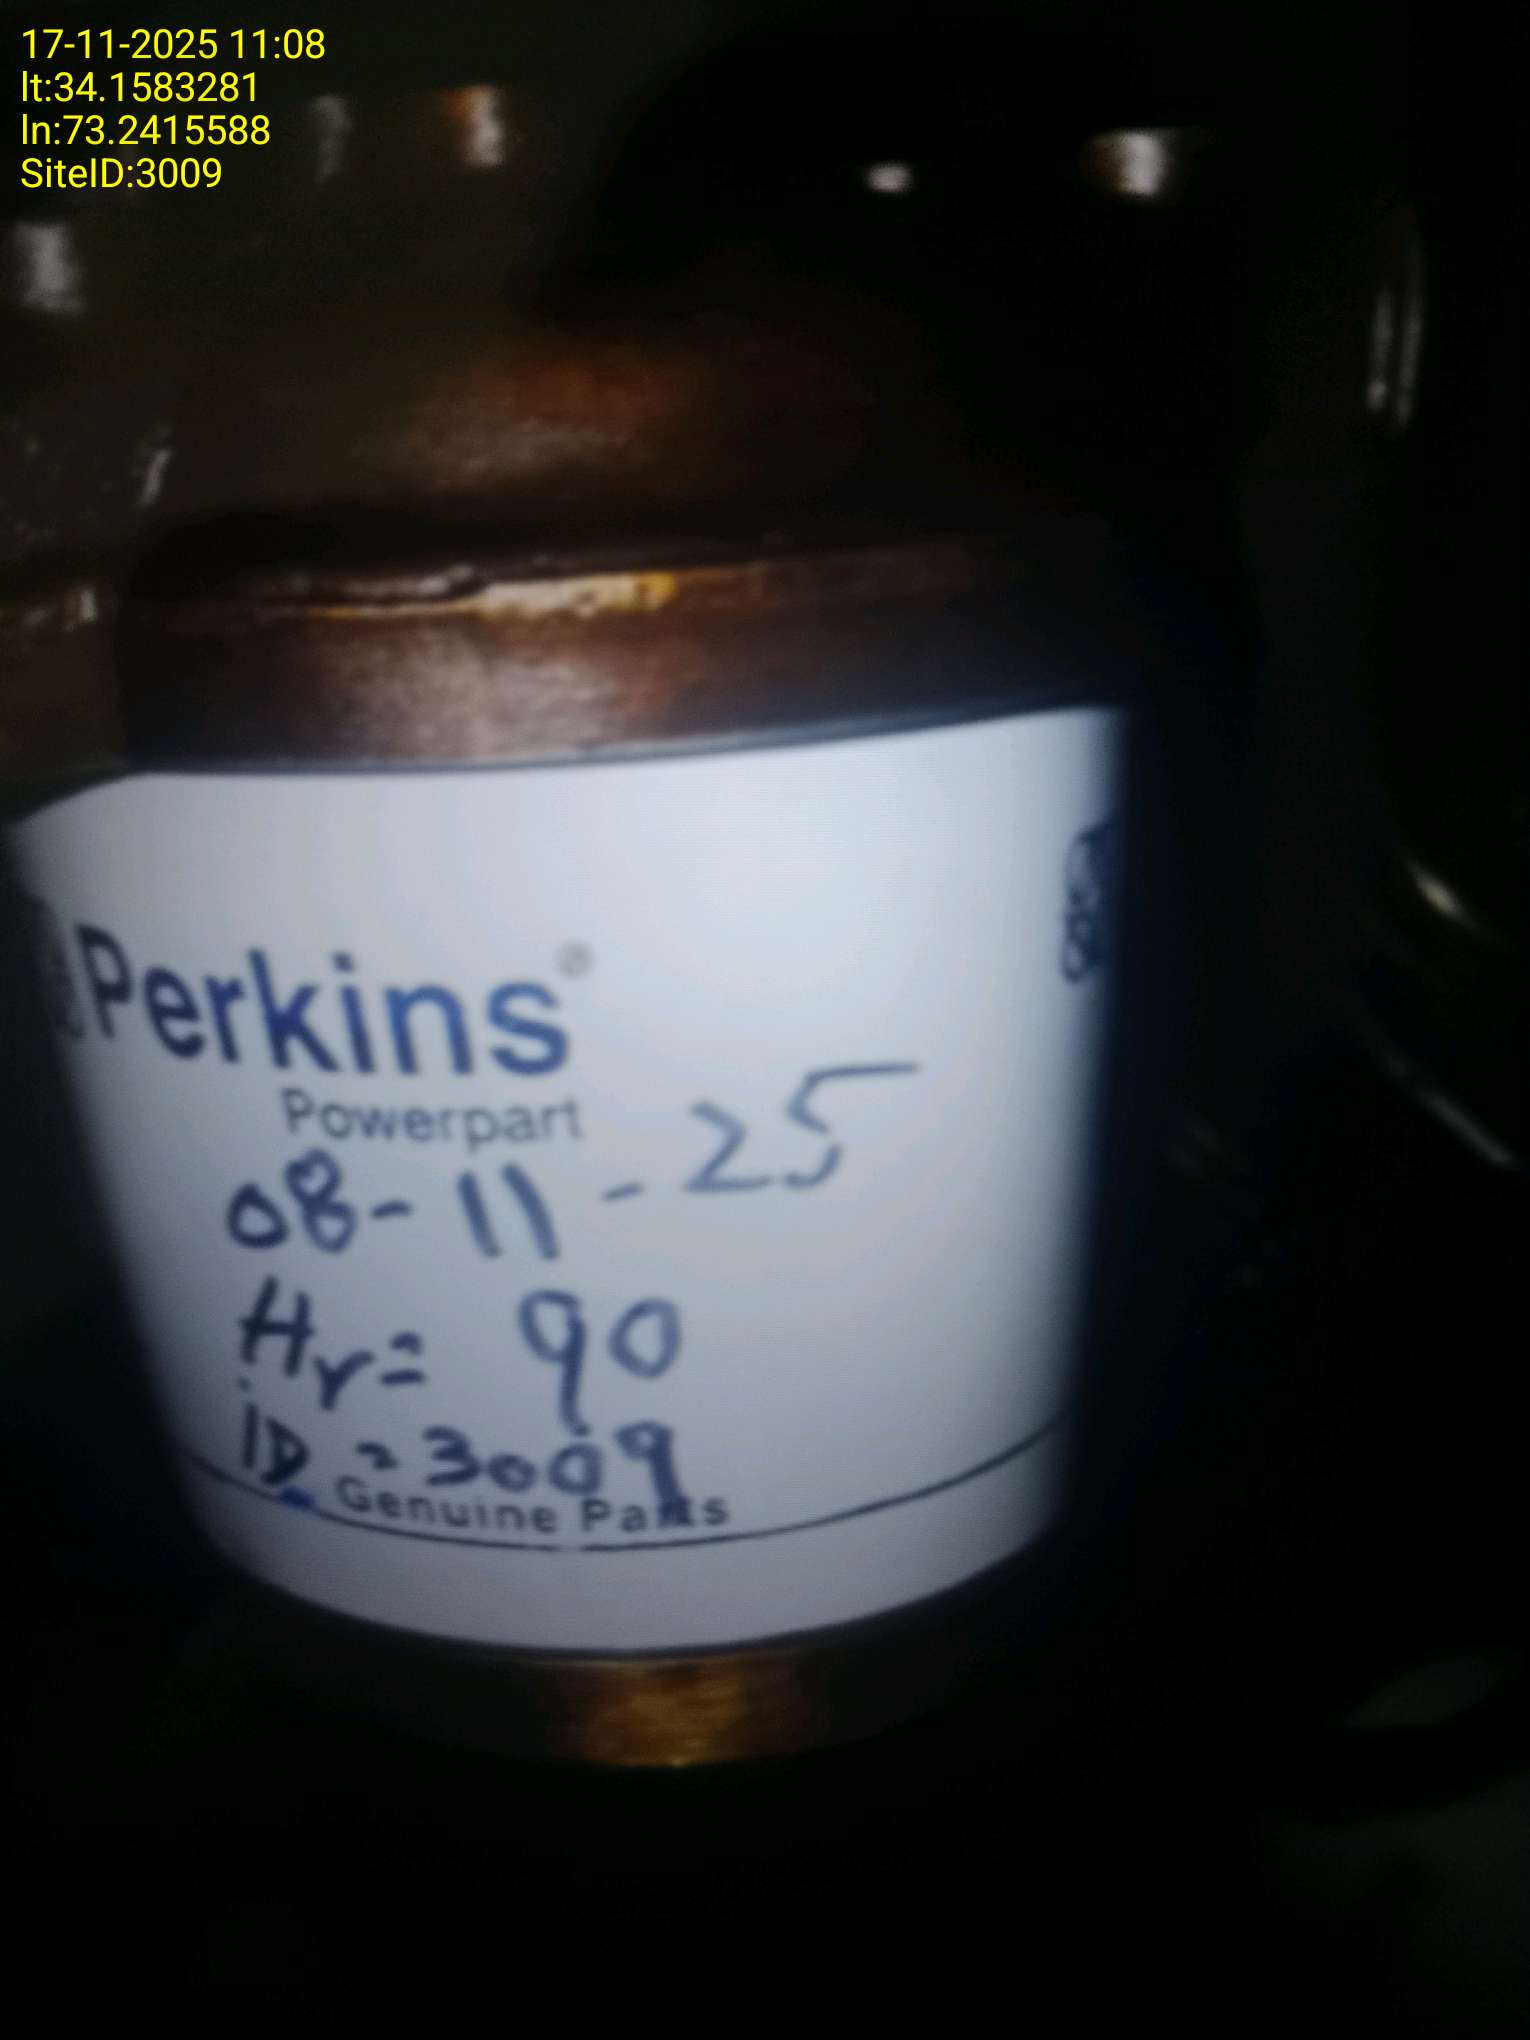 17-11-2025 11:08
lt:34.1583281
ln:73.2415588
SiteID:3009
Perkins®
Powerpart
08-11-25
Hr= 90
iD = 3009
Genuine Parts